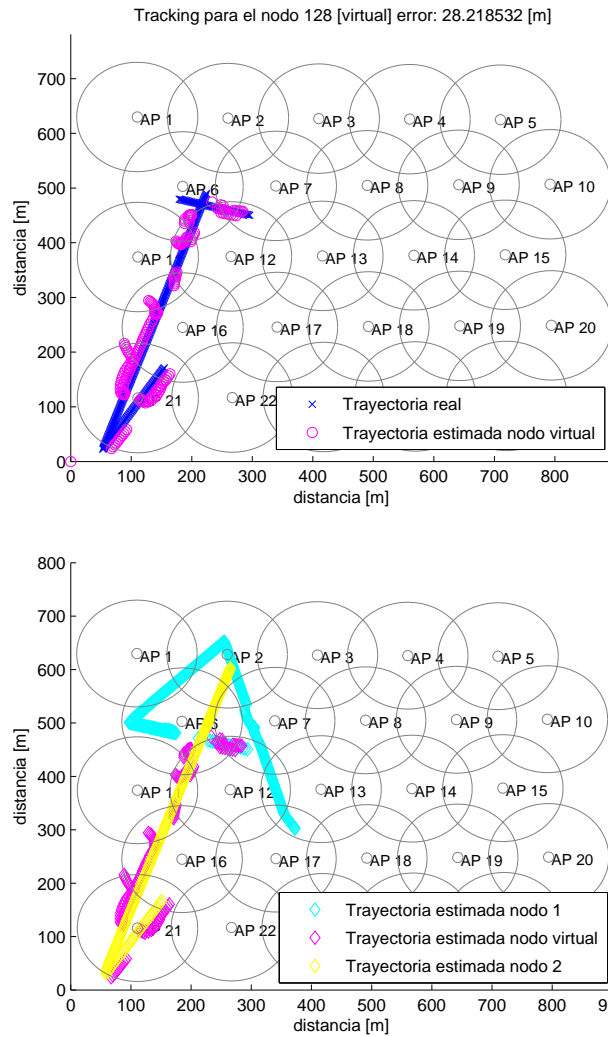 Tracking para el nodo 128 [virtual] error: 28.218532 [m]
700
600
500
400
300
200
100
0
distancia [m]
AP 1
AP 2
AP 3
AP 4
AP 5
AP 6
AP 7
AP 8
AP 9
AP 10
AP 1
AP 12
AP 13
AP 14
AP 15
AP 16
AP 17
AP 18
AP 19
AP 20
21
AP 22
Trayectoria real
Trayectoria estimada nodo virtual
0
100
200
300
400
500
600
700
800
distancia [m]
800
700
600
500
400
300
200
100
0
distancia [m]
AP 1
AP 2
AP 3
AP 4
AP 5
AP 6
AP 7
AP 8
AP 9
AP 10
AP 1
AP 12
AP 13
AP 14
AP 15
AP 16
AP 17
AP 18
AP 19
AP 20
21
AP 22
Trayectoria estimada nodo 1
Trayectoria estimada nodo virtual
Trayectoria estimada nodo 2
0
100
200
300
400
500
600
700
800
9
distancia [m]